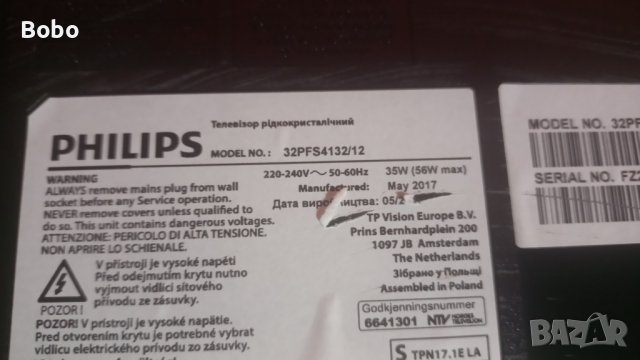 Bobo
Телевізор рідкокристалічний
PHILIPS MODEL NO.: 32PFS4132/12
WARNING
ALWAYS remove mains plug from wall
socket before any Service operation.
NEVER remove covers unless qualified to
do so. This unit contains dangerous voltages.
ATTENZIONE: PERICOLO DI ALTA TENSIONE.
NON APRIRE LO SCHIENALE.
V přístroji je vysoké napětí
Před odejmutím krytu nutno
vyjmout vidlici síťového
přívodu ze zásuvky.
POZOR!
V prístroji je vysoké napätie.
Pred otvorením krytu je potrebné vybrať
vidlicu elektrického prívodu zo zásuvky.
220-240V~ 50-60Hz 35W (56W max)
Manufactured: May 2017
Дата 05/2
TP Vision Europe B.V.
Prins Bernhardplein 200
1097 JB Amsterdam
The Netherlands
Зібрано у Польщі
Assembled in Poland
Godkjenningsnummer
6641301 NTV NORGES TELEVISJON
S TPN17.1E LA
MODEL NO. 32PF
SERIAL NO. FZ
BAZAR